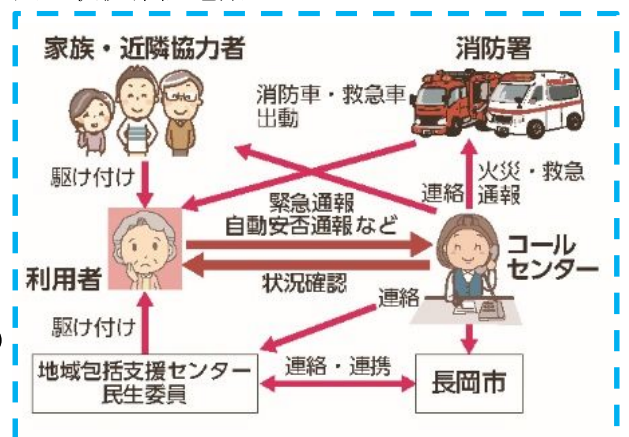 家族・近隣協力者
消防署
消防車・救急車
出動
駆け付け
連絡
火災・救急
通報
緊急通報
自動安否通報など
利用者
状況確認
コール
センター
駆け付け
連絡
地域包括支援センター
民生委員
連絡・連携
長岡市